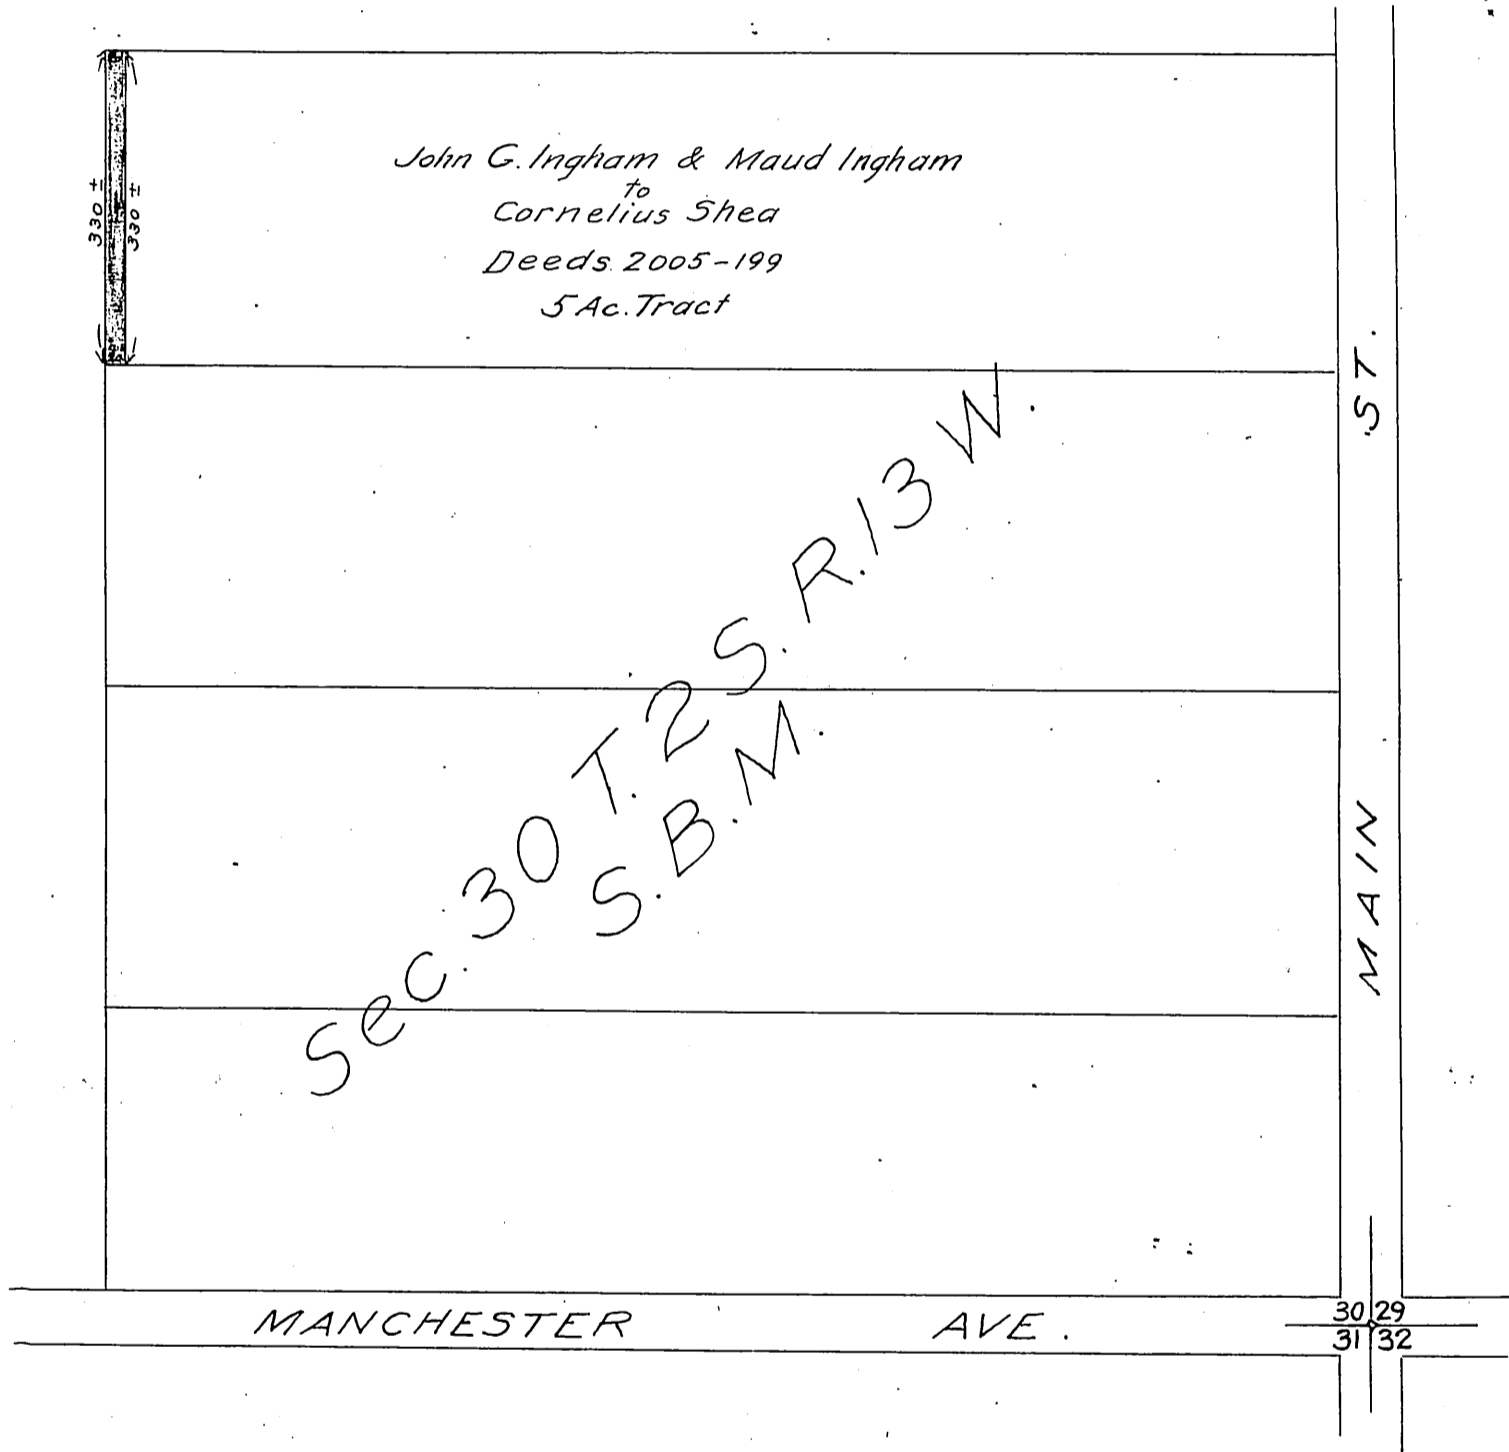 John G. Ingham & Maud Ingham
to
Cornelius Shea
Deeds 2005-199
5 Ac. Tract
330 ±
330 ±
Sec. 30 T. 2 S. R. 13 W.
S. B. M.
MAIN ST.
MANCHESTER AVE.
30 29
31 32